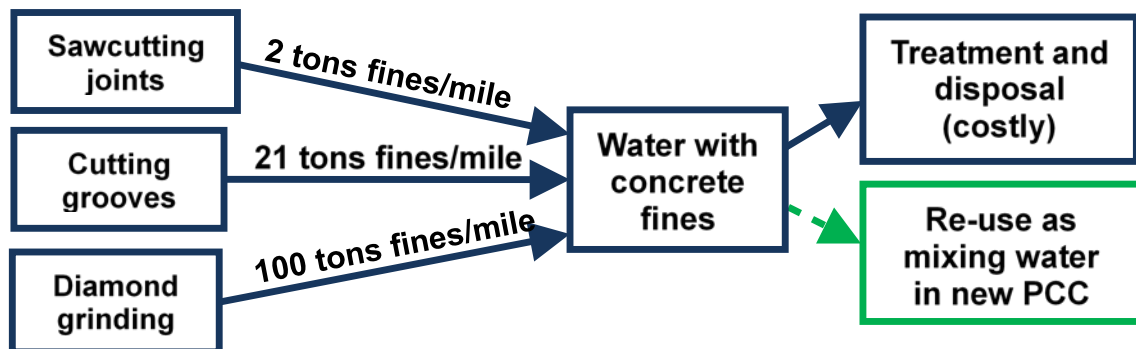 Sawcutting
joints
2 tons fines/mile
Cutting
grooves
21 tons fines/mile
Diamond
grinding
100 tons fines/mile
Water with
concrete
fines
Treatment and
disposal
(costly)
Re-use as
mixing water
in new PCC